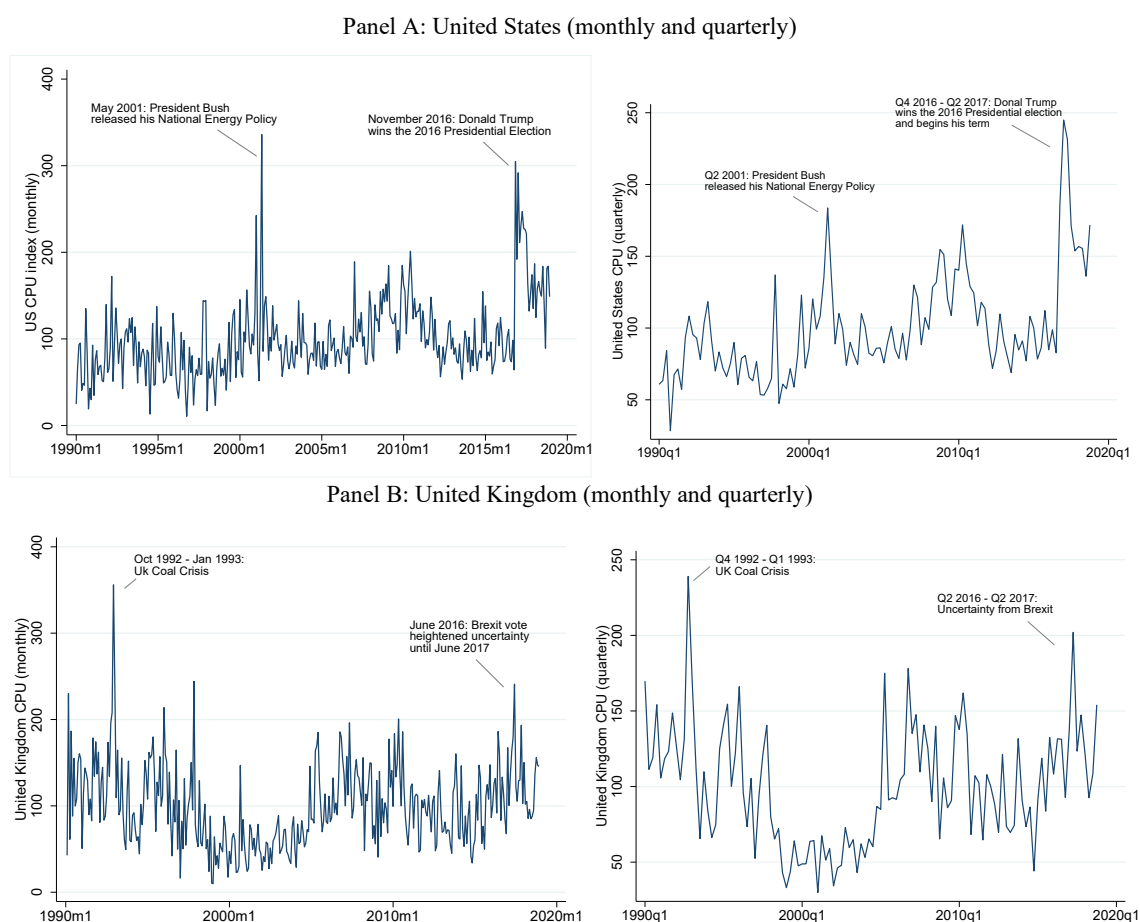 Panel A: United States (monthly and quarterly)
US CPU index (monthly)
400
300
200
100
0
May 2001: President Bush
released his National Energy Policy
November 2016: Donald Trump
wins the 2016 Presidential Election
1990m1 1995m1 2000m1 2005m1 2010m1 2015m1 2020m1
United States CPU (quarterly)
250
200
150
100
50
Q4 2016 - Q2 2017: Donal Trump
wins the 2016 Presidential election
and begins his term
Q2 2001: President Bush
released his National Energy Policy
1990q1 2000q1 2010q1 2020q1
Panel B: United Kingdom (monthly and quarterly)
United Kingdom CPU (monthly)
400
300
200
100
0
Oct 1992 - Jan 1993:
Uk Coal Crisis
June 2016: Brexit vote
heightened uncertainty
until June 2017
1990m1 2000m1 2010m1 2020m1
United Kingdom CPU (quarterly)
250
200
150
100
50
Q4 1992 - Q1 1993:
UK Coal Crisis
Q2 2016 - Q2 2017:
Uncertainty from Brexit
1990q1 2000q1 2010q1 2020q1